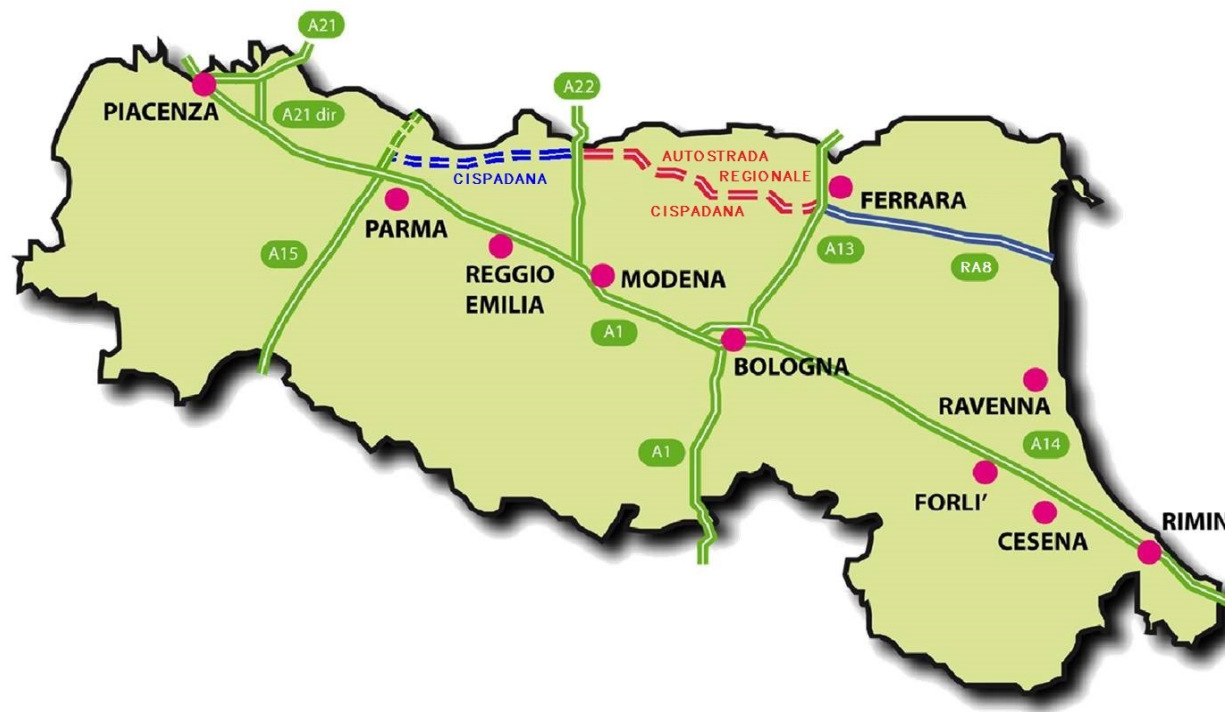 A21
A22
PIACENZA
A21 dir
AUTOSTRADA
REGIONALE
CISPADANA
CISPADANA
FERRARA
PARMA
A15
A13
RA8
REGGIO
EMILIA
MODENA
A1
BOLOGNA
RAVENNA
A14
A1
FORLI’
CESENA
RIMIN